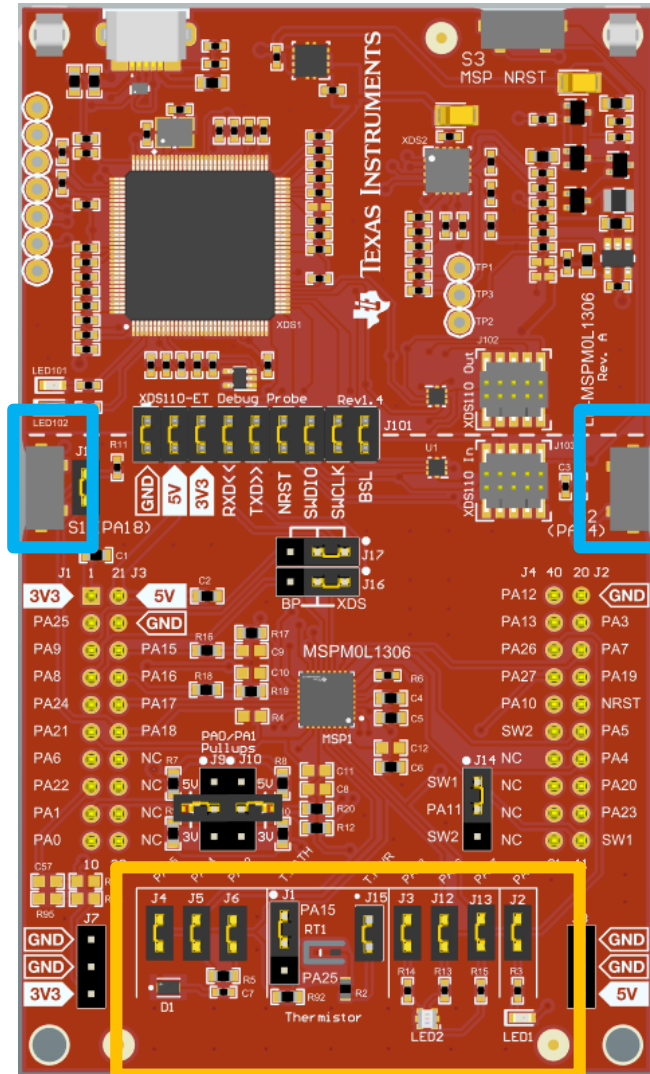 S3
MSP NRST
TEXAS INSTRUMENTS
XDS2
XDS1
TP1
TP3
TP2
J102
XDS110 Out
MSPM0L1306
Rev. A
LED101
LED102
XDS110-ET Debug Probe Rev1.4
J101
R11
GND 5V 3V3 RXD<< TXD>> NRST SWDIO SWCLK BSL
U1
XDS110 In
J103
C3
S1 (PA18)
C1
J17
J16
BP XDS
J1 1 21 J3
J4 40 20 J2
3V3 5V C2
PA12 GND
PA25 GND
PA13 PA3
PA9 PA15
PA26 PA7
PA8 PA16
PA27 PA19
PA24 PA17
PA10 NRST
PA21 PA18
SW2 PA5
PA6 NC
NC PA4
PA22 NC
NC PA20
PA1 NC
NC PA23
PA0 NC
NC SW1
R16
R17
C9
R18
C10
R19
R4
MSPM0L1306
MSP1
R6
C4
C5
C12
C6
PA0/PA1
Pullups
J9 J10
R7 5V 5V R8
3V 3V
C11
C8
R20
R12
J14
SW1
PA11
SW2
C57
R95
10
J7
GND
GND
3V3
J4 J5 J6
J1
PA15
RT1
PA25
J15
J3 J12 J13 J2
D1
R5
C7
R92
R2
Thermistor
R14 R13 R15 R3
LED2
LED1
GND
GND
5V